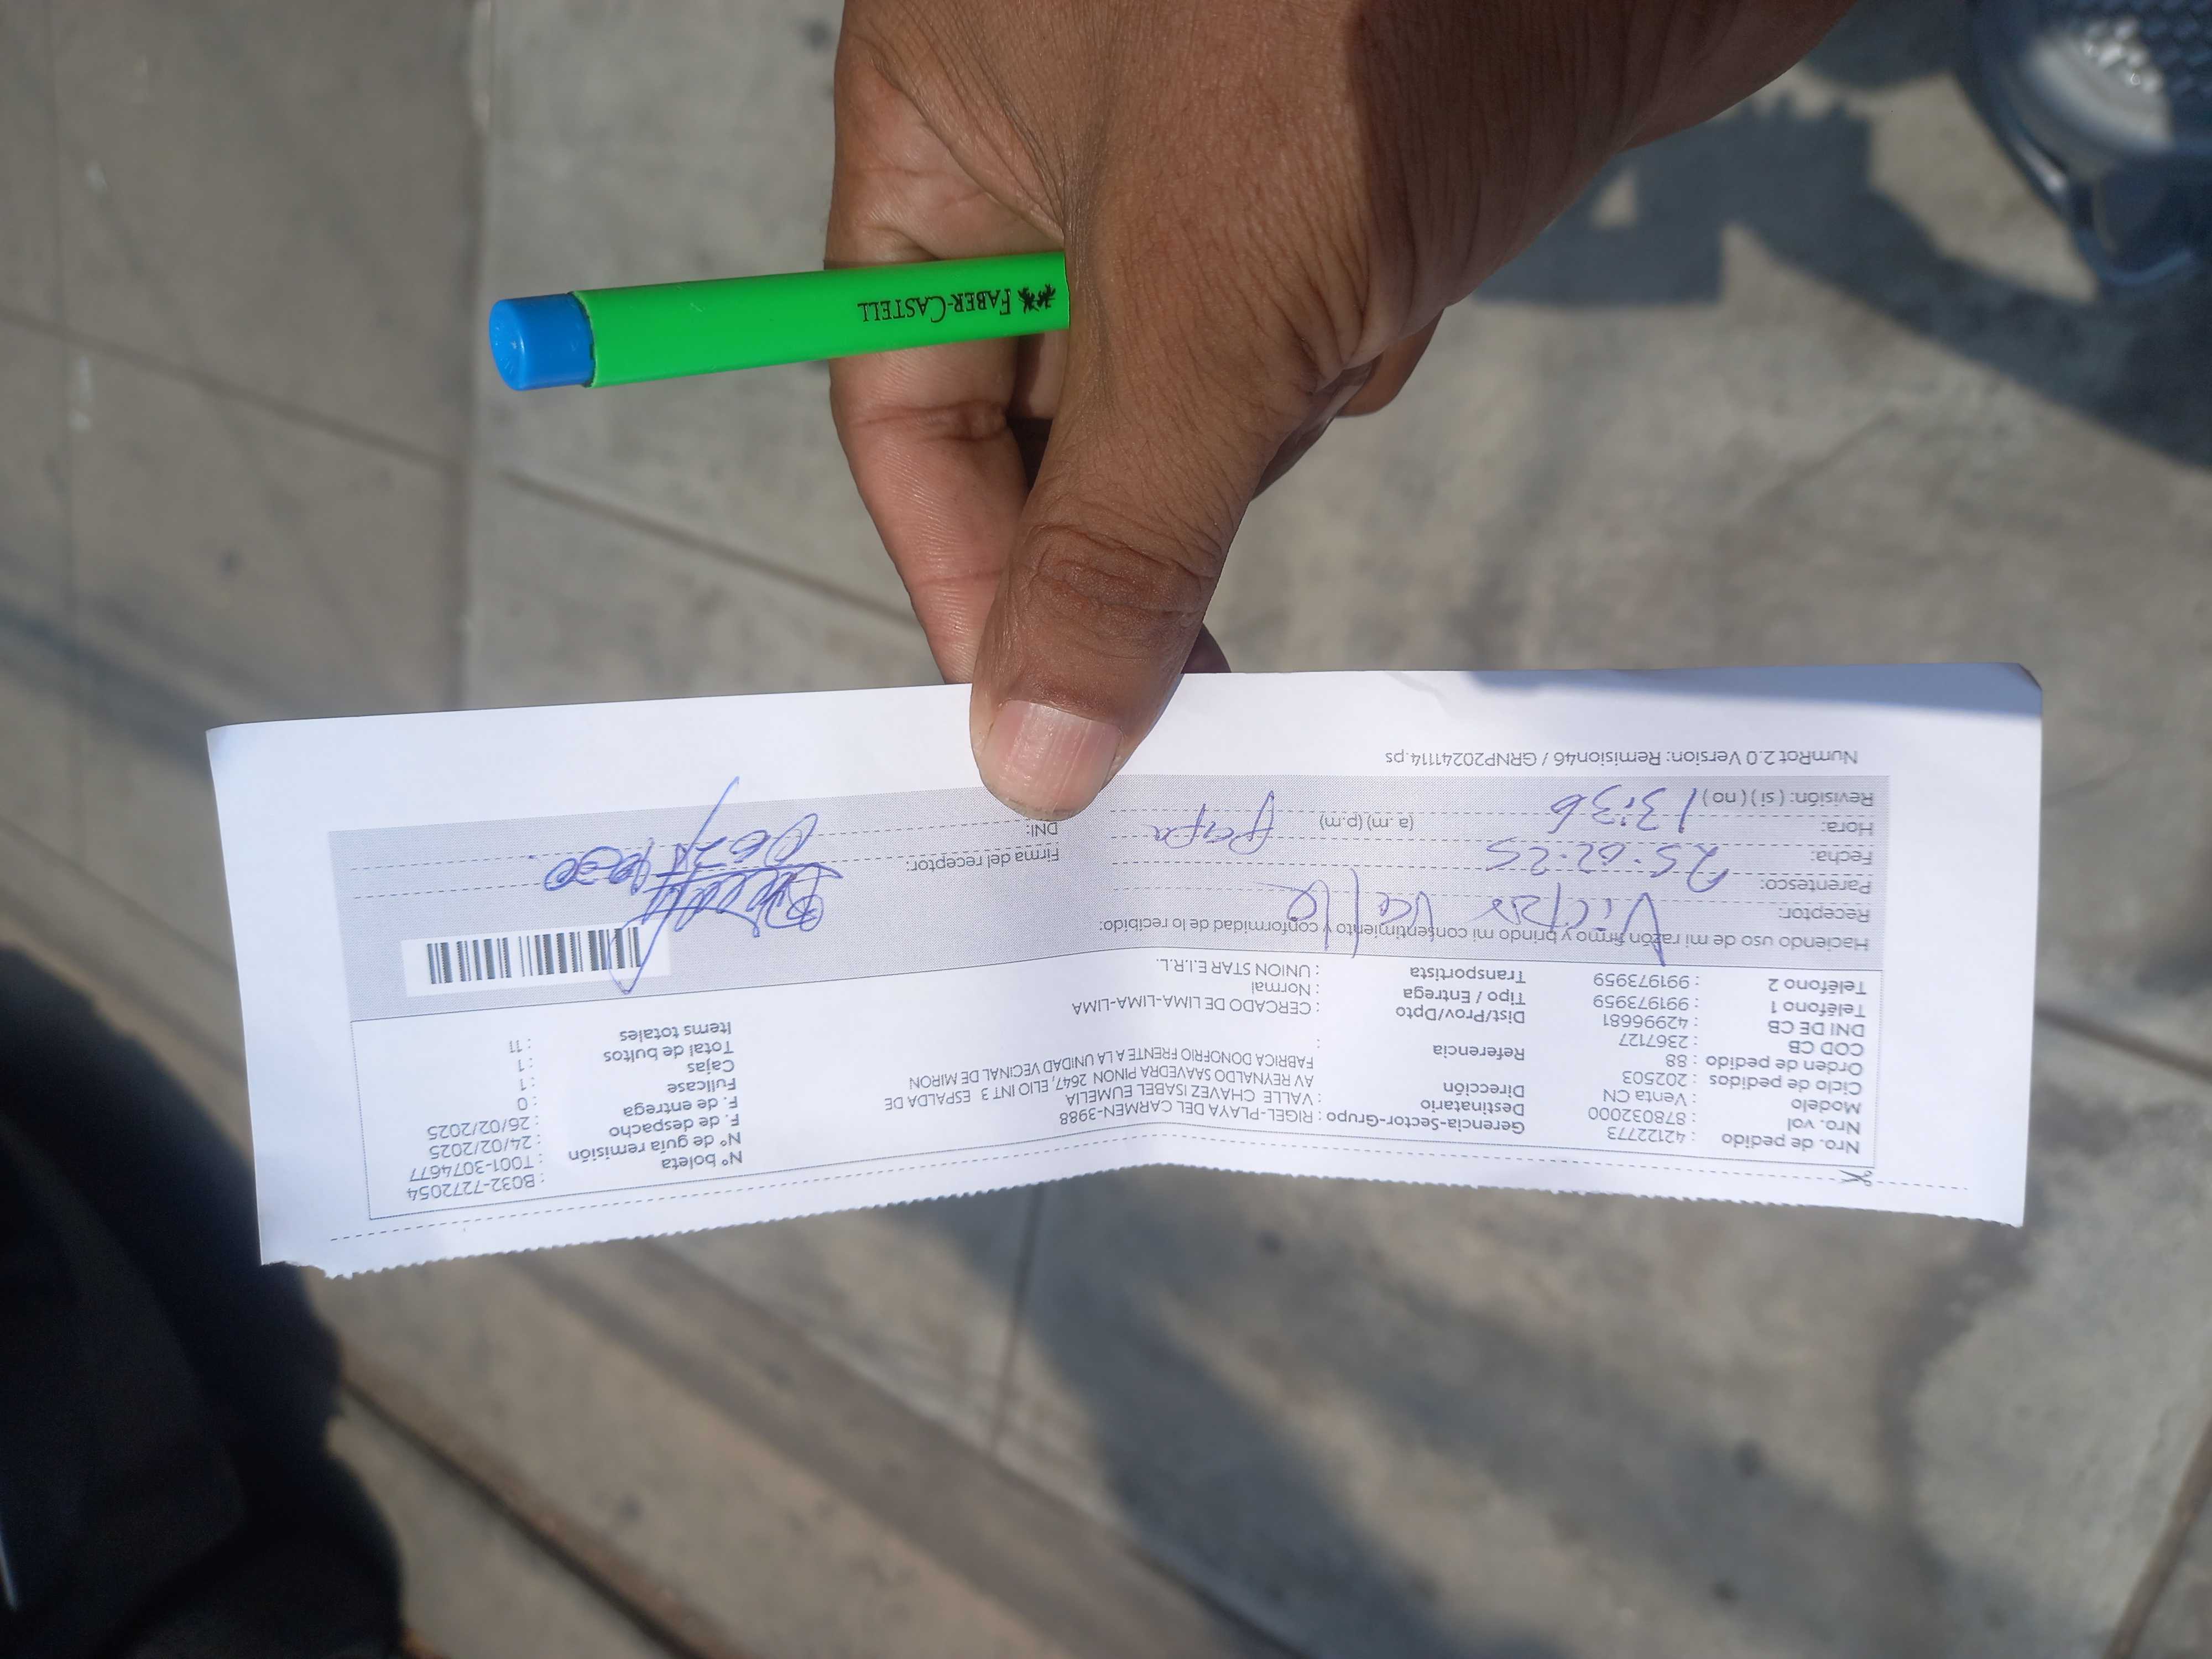 FABER-CASTELL
Nro. de pedido : 42122773
Nro. vol : 878032000
Modelo : Venta CN
Ciclo de pedidos : 202503
Orden de pedido : 88
COD CB : 2367127
DNI DE CB : 42996681
Teléfono 1 : 991973959
Teléfono 2 : 991973959
Gerencia-Sector-Grupo : RIGEL-PLAYA DEL CARMEN-3988
Destinatario : VALLE CHAVEZ ISABEL EUMELIA
Dirección AV REYNALDO SAAVEDRA PINON 2647, ELIO INT 3 ESPALDA DE
FABRICA DONOFRIO FRENTE A LA UNIDAD VECINAL DE MIRON
Referencia :
Dist/Prov/Dpto : CERCADO DE LIMA-LIMA-LIMA
Tipo / Entrega : Normal
Transportista : UNION STAR E.I.R.L.
N° boleta : B032-7272054
N° de guía remisión : T001-3074677
F. de despacho : 24/02/2025
F. de entrega : 26/02/2025
Fullcase : 0
Cajas : 1
Total de bultos : 1
Items totales : 11
Haciendo uso de mi razón firmo y brindo mi consentimiento y conformidad de lo recibido:
Receptor: Victor Valle
Parentesco: papa
Fecha: 25-02-25
Hora: 13:36 (a.m) (p.m)
Revisión: ( si ) ( no )
Firma del receptor:
DNI:
NumRot 2.0 Version: Remision46 / GRNP20241114.ps